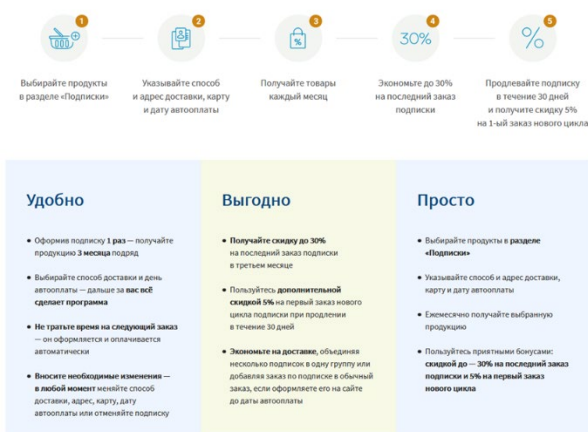 1
2
3
4
5
%
30%
%
Выбирайте продукты
в разделе «Подписки»
Указывайте способ
и адрес доставки, карту
и дату автооплаты
Получайте товары
каждый месяц
Экономьте до 30%
на последний заказ
подписки
Продлевайте подписку
в течение 30 дней
и получите скидку 5%
на 1-ый заказ нового цикла
Удобно
• Оформив подписку 1 раз — получайте
продукцию 3 месяца подряд
• Выбирайте способ доставки и день
автооплаты — дальше за вас всё
сделает программа
• Не тратьте время на следующий заказ
— он оформляется и оплачивается
автоматически
• Вносите необходимые изменения —
в любой момент меняйте способ
доставки, адрес, карту, дату
автооплаты или отменяйте подписку
Выгодно
• Получайте скидку до 30%
на последний заказ подписки
в третьем месяце
• Пользуйтесь дополнительной
скидкой 5% на первый заказ нового
цикла подписки при продлении
в течение 30 дней
• Экономьте на доставке, объединяя
несколько подписок в одну группу или
добавляя заказ по подписке в обычный
заказ, если оформляете его на сайте
до даты автооплаты
Просто
• Выбирайте продукты в разделе
«Подписки»
• Указывайте способ и адрес доставки,
карту и дату автооплаты
• Ежемесячно получайте выбранную
продукцию
• Пользуйтесь приятными бонусами:
скидкой до — 30% на последний заказ
подписки и 5% на первый заказ
нового цикла